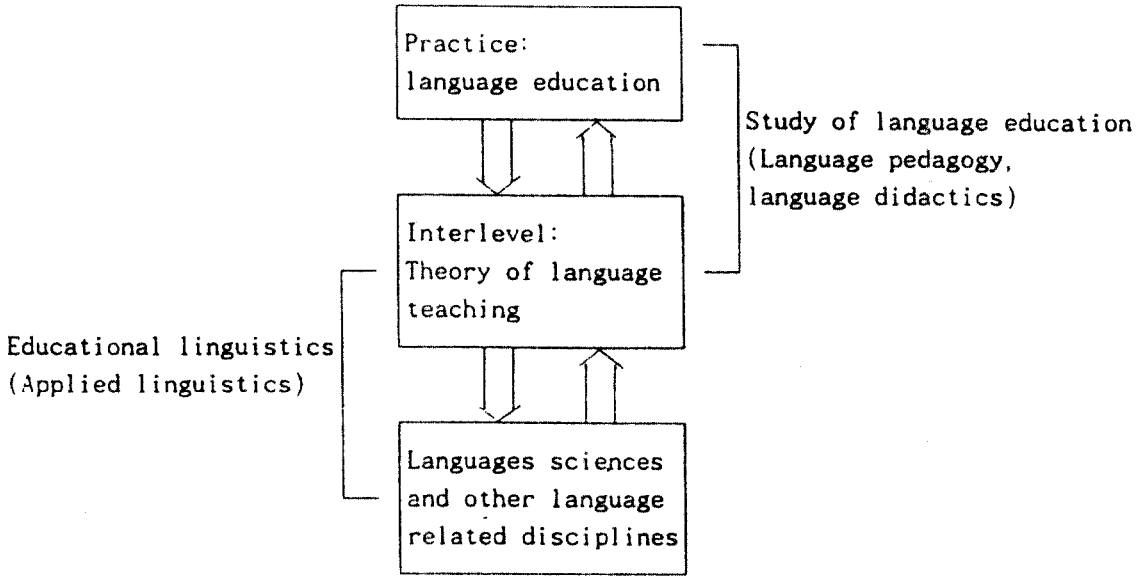 Practice:
language education
Study of language education
(Language pedagogy,
language didactics)
Interlevel:
Theory of language
teaching
Educational linguistics
(Applied linguistics)
Languages sciences
and other language
related disciplines